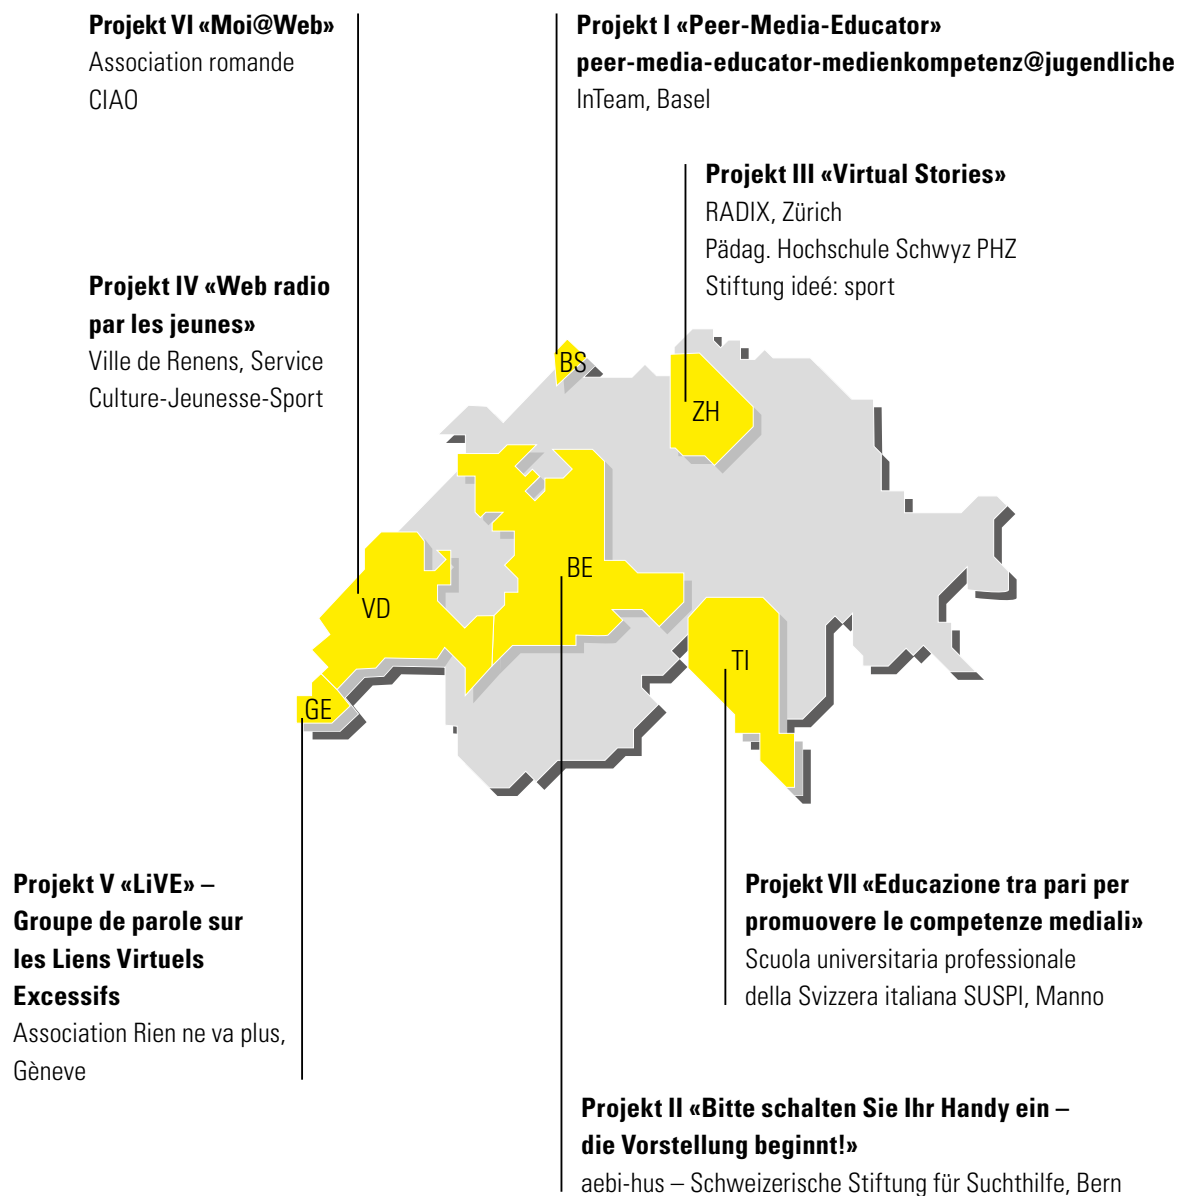 Projekt VI «Moi@Web»
Association romande
CIAO
Projekt I «Peer-Media-Educator»
peer-media-educator-medienkompetenz@jugendliche
InTeam, Basel
Projekt III «Virtual Stories»
RADIX, Zürich
Pädag. Hochschule Schwyz PHZ
Stiftung ideé: sport
Projekt IV «Web radio
par les jeunes»
Ville de Renens, Service
Culture-Jeunesse-Sport
BS
ZH
BE
VD
TI
GE
Projekt V «LiVE» –
Groupe de parole sur
les Liens Virtuels
Excessifs
Association Rien ne va plus,
Gèneve
Projekt VII «Educazione tra pari per
promuovere le competenze mediali»
Scuola universitaria professionale
della Svizzera italiana SUSPI, Manno
Projekt II «Bitte schalten Sie Ihr Handy ein –
die Vorstellung beginnt!»
aebi-hus – Schweizerische Stiftung für Suchthilfe, Bern